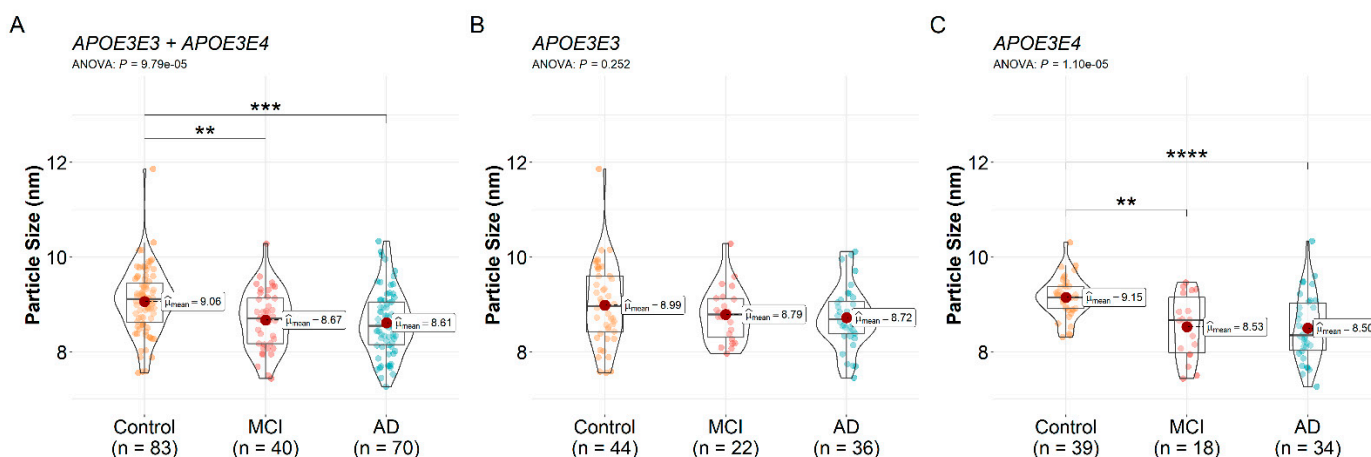 A
APOE3E3 + APOE3E4
ANOVA: P = 9.79e-05
***
**
Particle Size (nm)
12
10
8
μ̂mean = 9.06
μ̂mean = 8.67
μ̂mean = 8.61
Control
(n = 83)
MCI
(n = 40)
AD
(n = 70)
B
APOE3E3
ANOVA: P = 0.252
Particle Size (nm)
12
10
8
μ̂mean = 8.99
μ̂mean = 8.79
μ̂mean = 8.72
Control
(n = 44)
MCI
(n = 22)
AD
(n = 36)
C
APOE3E4
ANOVA: P = 1.10e-05
****
**
Particle Size (nm)
12
10
8
μ̂mean = 9.15
μ̂mean = 8.53
μ̂mean = 8.50
Control
(n = 39)
MCI
(n = 18)
AD
(n = 34)